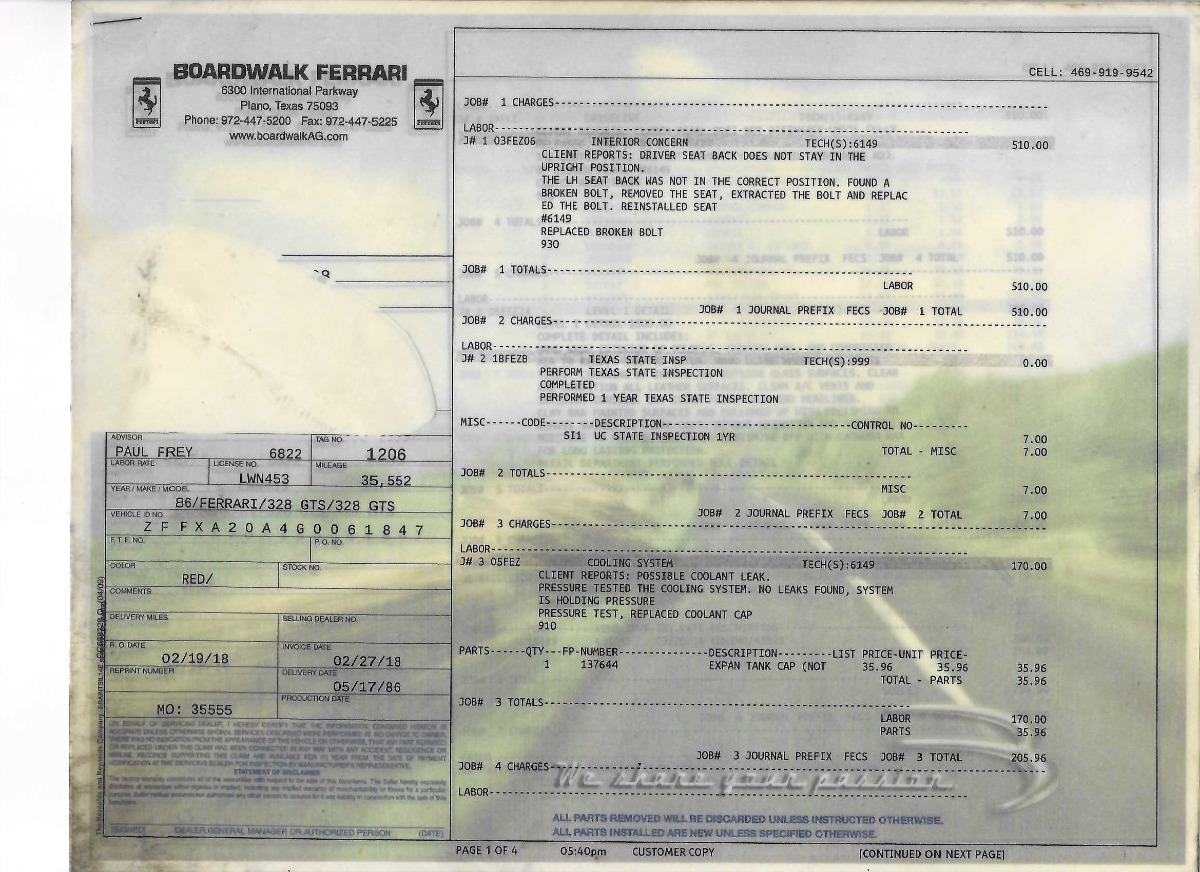 BOARDWALK FERRARI
6300 International Parkway
Plano, Texas 75093
Phone: 972-447-5200 Fax: 972-447-5225
www.boardwalkAG.com
ADVISOR
PAUL FREY 6822
TAG NO.
1206
LABOR RATE
LICENSE NO.
LWN453
MILEAGE
35,552
YEAR / MAKE / MODEL
86/FERRARI/328 GTS/328 GTS
VEHICLE ID NO.
Z F F X A 2 0 A 4 G 0 0 6 1 8 4 7
F. T. E. NO.
P. O. NO.
COLOR
RED/
STOCK NO.
COMMENTS
DELIVERY MILES
SELLING DEALER NO.
R. O. DATE
02/19/18
INVOICE DATE
02/27/18
REPRINT NUMBER
DELIVERY DATE
05/17/86
MO: 35555
PRODUCTION DATE
STATEMENT OF DISCLAIMER
(SIGNED) DEALER, GENERAL MANAGER OR AUTHORIZED PERSON (DATE)
CELL: 469-919-9542
JOB# 1 CHARGES
LABOR
J# 1 03FEZ06 INTERIOR CONCERN TECH(S):6149 510.00
CLIENT REPORTS: DRIVER SEAT BACK DOES NOT STAY IN THE
UPRIGHT POSITION.
THE LH SEAT BACK WAS NOT IN THE CORRECT POSITION. FOUND A
BROKEN BOLT, REMOVED THE SEAT, EXTRACTED THE BOLT AND REPLAC
ED THE BOLT. REINSTALLED SEAT
#6149
REPLACED BROKEN BOLT
930
JOB# 1 TOTALS
LABOR 510.00
JOB# 1 JOURNAL PREFIX FECS JOB# 1 TOTAL 510.00
JOB# 2 CHARGES
LABOR
J# 2 18FEZB TEXAS STATE INSP TECH(S):999 0.00
PERFORM TEXAS STATE INSPECTION
COMPLETED
PERFORMED 1 YEAR TEXAS STATE INSPECTION
MISC------CODE-------DESCRIPTION----CONTROL NO
SI1 UC STATE INSPECTION 1YR 7.00
TOTAL - MISC 7.00
JOB# 2 TOTALS
MISC 7.00
JOB# 2 JOURNAL PREFIX FECS JOB# 2 TOTAL 7.00
JOB# 3 CHARGES
LABOR
J# 3 05FEZ COOLING SYSTEM TECH(S):6149 170.00
CLIENT REPORTS: POSSIBLE COOLANT LEAK.
PRESSURE TESTED THE COOLING SYSTEM. NO LEAKS FOUND, SYSTEM
IS HOLDING PRESSURE
PRESSURE TEST, REPLACED COOLANT CAP
910
PARTS------QTY---FP-NUMBER------DESCRIPTION-------LIST PRICE-UNIT PRICE-
1 137644 EXPAN TANK CAP (NOT 35.96 35.96 35.96
TOTAL - PARTS 35.96
JOB# 3 TOTALS
LABOR 170.00
PARTS 35.96
JOB# 3 JOURNAL PREFIX FECS JOB# 3 TOTAL 205.96
JOB# 4 CHARGES
We share your passion
LABOR
ALL PARTS REMOVED WILL BE DISCARDED UNLESS INSTRUCTED OTHERWISE.
ALL PARTS INSTALLED ARE NEW UNLESS SPECIFIED OTHERWISE.
PAGE 1 OF 4 05:40pm CUSTOMER COPY [CONTINUED ON NEXT PAGE]